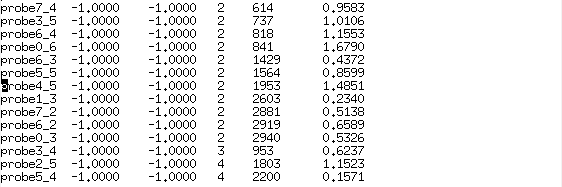 probe7_4 -1.0000 -1.0000 2 614 0.9583
probe3_5 -1.0000 -1.0000 2 737 1.0106
probe6_4 -1.0000 -1.0000 2 818 1.1553
probe0_6 -1.0000 -1.0000 2 841 1.6790
probe6_3 -1.0000 -1.0000 2 1429 0.4372
probe5_5 -1.0000 -1.0000 2 1564 0.8599
probe4_5 -1.0000 -1.0000 2 1953 1.4851
probe1_3 -1.0000 -1.0000 2 2603 0.2340
probe7_2 -1.0000 -1.0000 2 2881 0.5138
probe6_2 -1.0000 -1.0000 2 2919 0.6589
probe0_3 -1.0000 -1.0000 2 2940 0.5326
probe3_4 -1.0000 -1.0000 3 953 0.6237
probe2_5 -1.0000 -1.0000 4 1803 1.1523
probe5_4 -1.0000 -1.0000 4 2200 0.1571